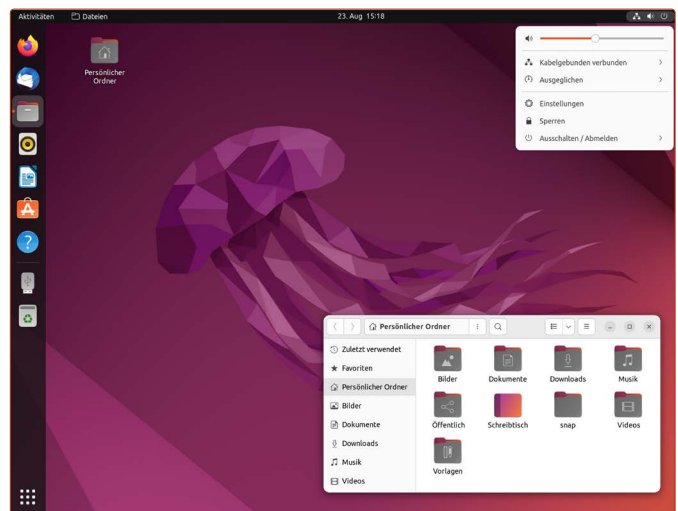 Aktivitäten Dateien 23. Aug 15:18
Persönlicher
Ordner
Kabelgebunden verbunden
Ausgeglichen
Einstellungen
Sperren
Ausschalten / Abmelden
Persönlicher Ordner
Zuletzt verwendet
Favoriten
Persönlicher Ordner
Bilder
Dokumente
Downloads
Musik
Videos
Bilder Dokumente Downloads Musik
Öffentlich Schreibtisch snap Videos
Vorlagen